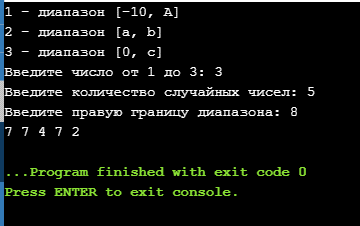 1 - диапазон [-10, A]
2 - диапазон [a, b]
3 - диапазон [0, c]
Введите число от 1 до 3: 3
Введите количество случайных чисел: 5
Введите правую границу диапазона: 8
7 7 4 7 2
...Program finished with exit code 0
Press ENTER to exit console.